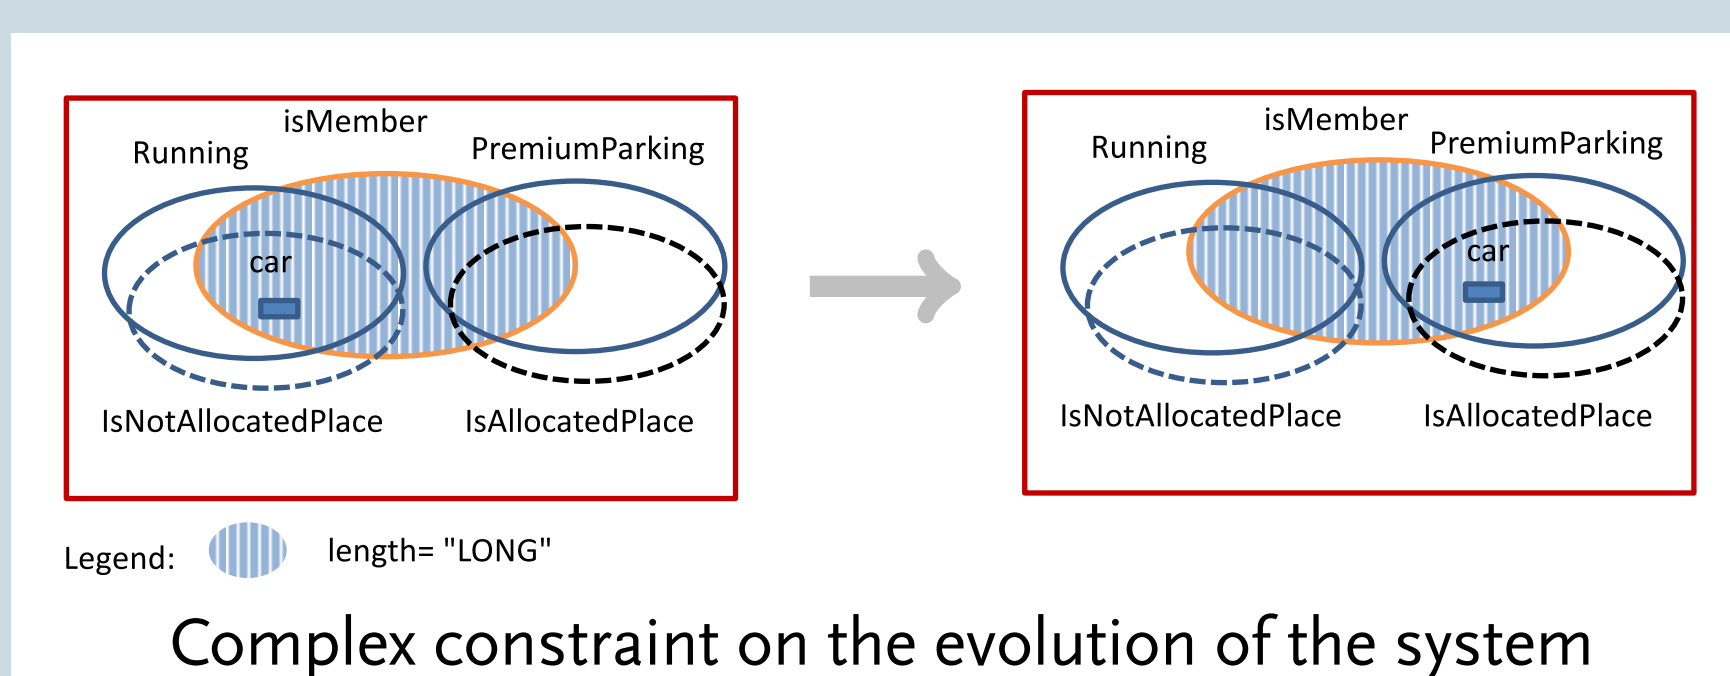 isMember
Running
PremiumParking
car
IsNotAllocatedPlace
IsAllocatedPlace
isMember
Running
PremiumParking
car
IsNotAllocatedPlace
IsAllocatedPlace
Legend:
length= "LONG"
Complex constraint on the evolution of the system